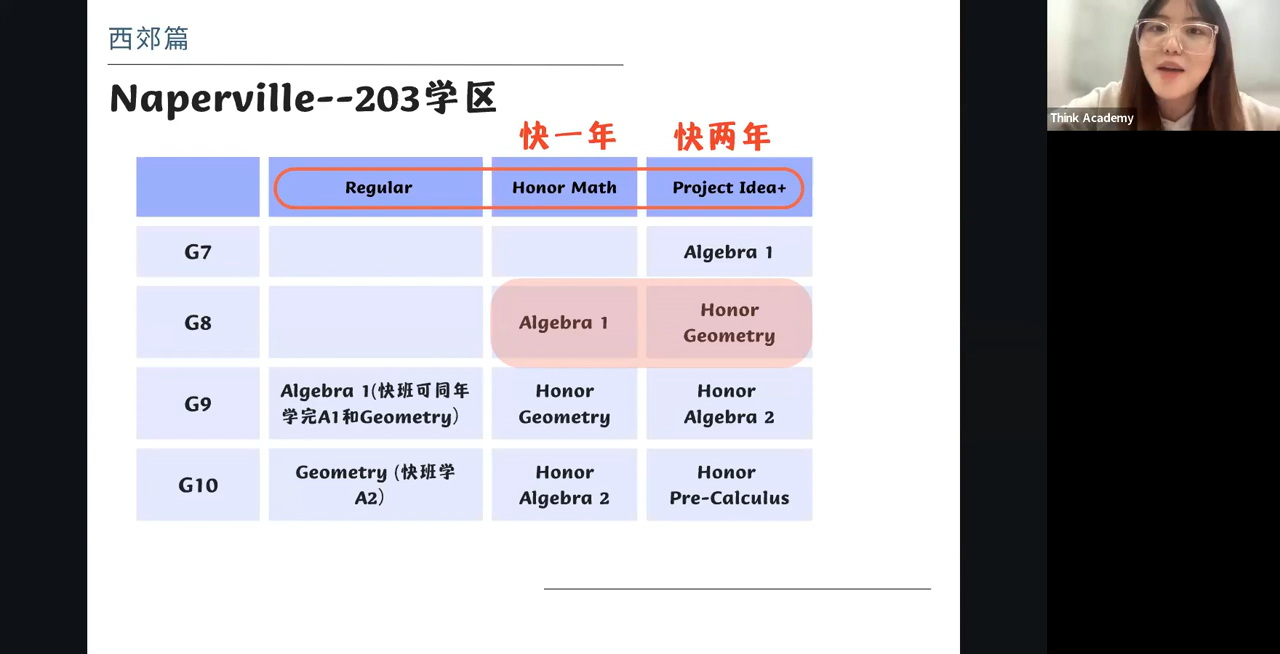 西郊篇
Naperville--203学区
快一年 快两年
Regular Honor Math Project Idea+
G7 Algebra 1
G8 Algebra 1 Honor Geometry
G9 Algebra 1(快班可同年学完A1和Geometry) Honor Geometry Honor Algebra 2
G10 Geometry (快班学A2) Honor Algebra 2 Honor Pre-Calculus
Think Academy